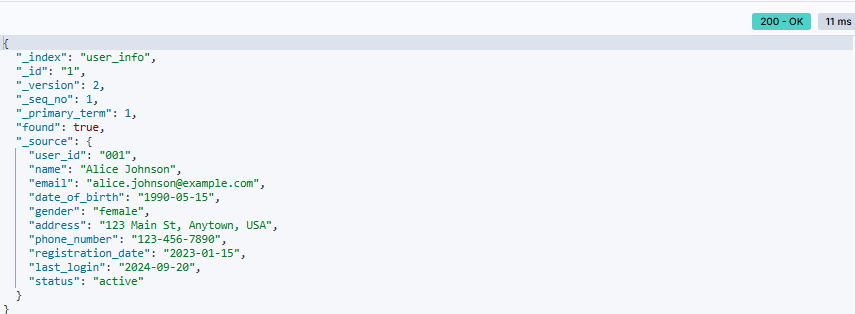 200 - OK 11 ms
{
  "_index": "user_info",
  "_id": "1",
  "_version": 2,
  "_seq_no": 1,
  "_primary_term": 1,
  "found": true,
  "_source": {
    "user_id": "001",
    "name": "Alice Johnson",
    "email": "alice.johnson@example.com",
    "date_of_birth": "1990-05-15",
    "gender": "female",
    "address": "123 Main St, Anytown, USA",
    "phone_number": "123-456-7890",
    "registration_date": "2023-01-15",
    "last_login": "2024-09-20",
    "status": "active"
  }
}